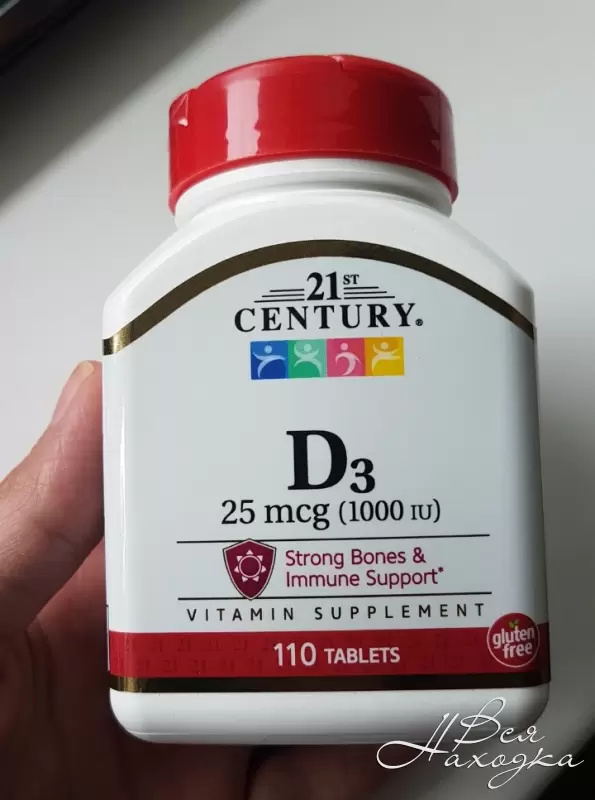 21ST
CENTURY®
D3
25 mcg (1000 IU)
Strong Bones &
Immune Support*
VITAMIN SUPPLEMENT
110 TABLETS
gluten
free
Вся
Находка